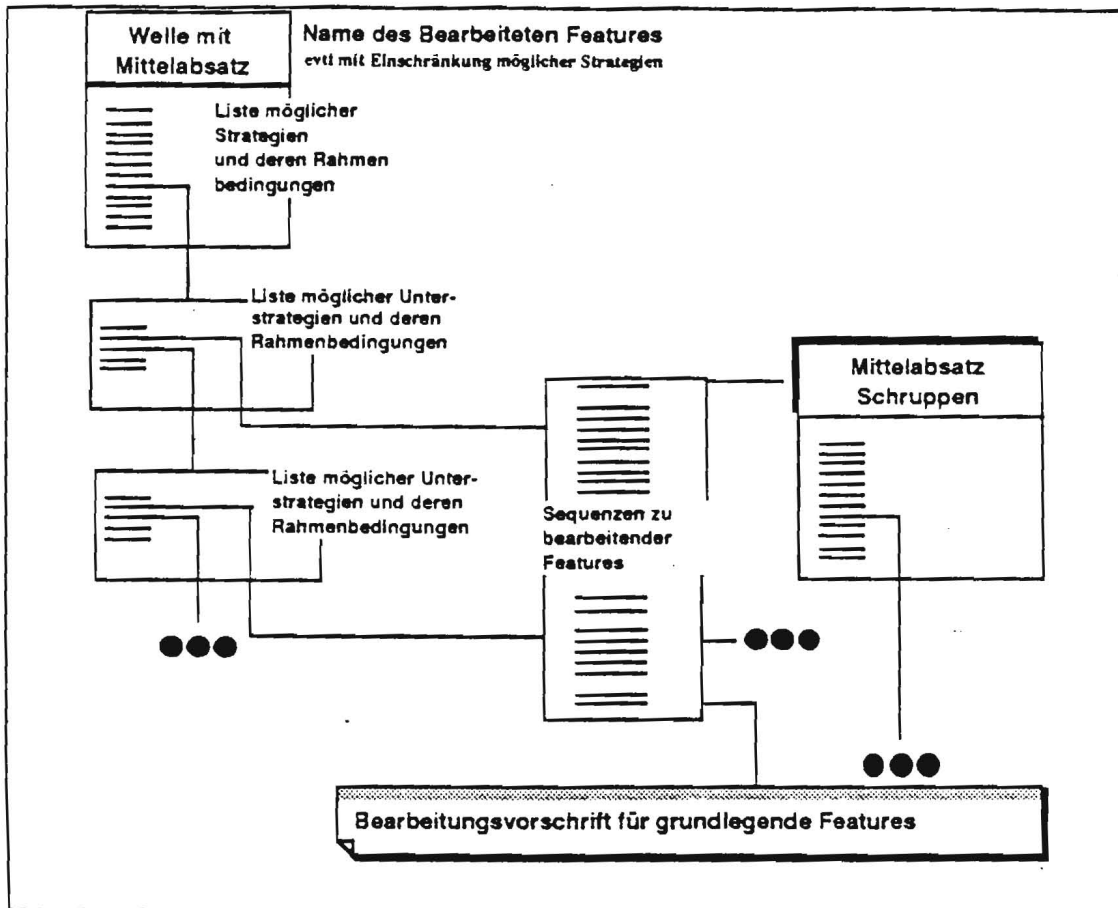 Welle mit
Mittelabsatz
Name des Bearbeiteten Features
evtl mit Einschränkung möglicher Strategien
Liste möglicher
Strategien
und deren Rahmen
bedingungen
Liste möglicher Unter-
strategien und deren
Rahmenbedingungen
Mittelabsatz
Schruppen
Liste möglicher Unter-
strategien und deren
Rahmenbedingungen
Sequenzen zu
bearbeitender
Features
Bearbeitungsvorschrift für grundlegende Features